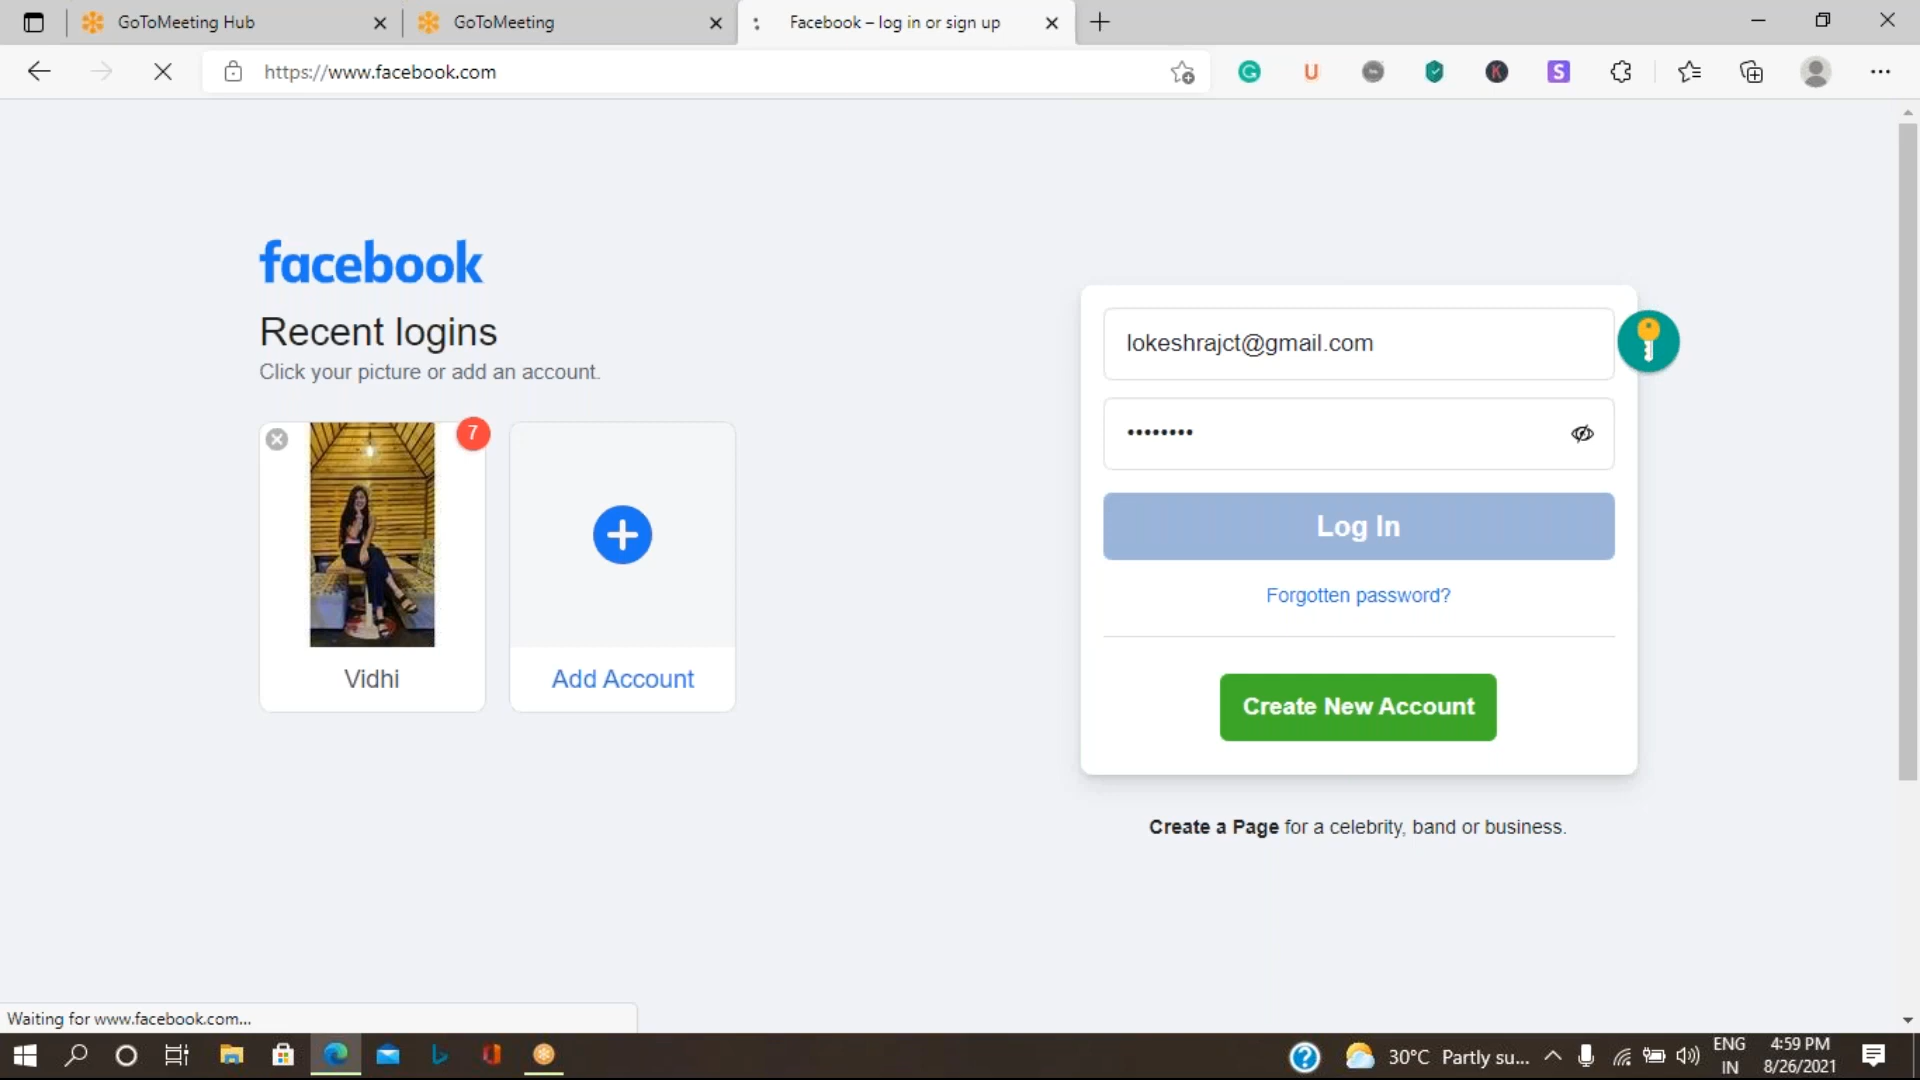 GoToMeeting Hub
GoToMeeting
Facebook – log in or sign up
https://www.facebook.com
facebook
Recent logins
Click your picture or add an account.
7
Vidhi
Add Account
lokeshrajct@gmail.com
••••••••
Log In
Forgotten password?
Create New Account
Create a Page for a celebrity, band or business.
Waiting for www.facebook.com...
30°C Partly su...
ENG
IN
4:59 PM
8/26/2021